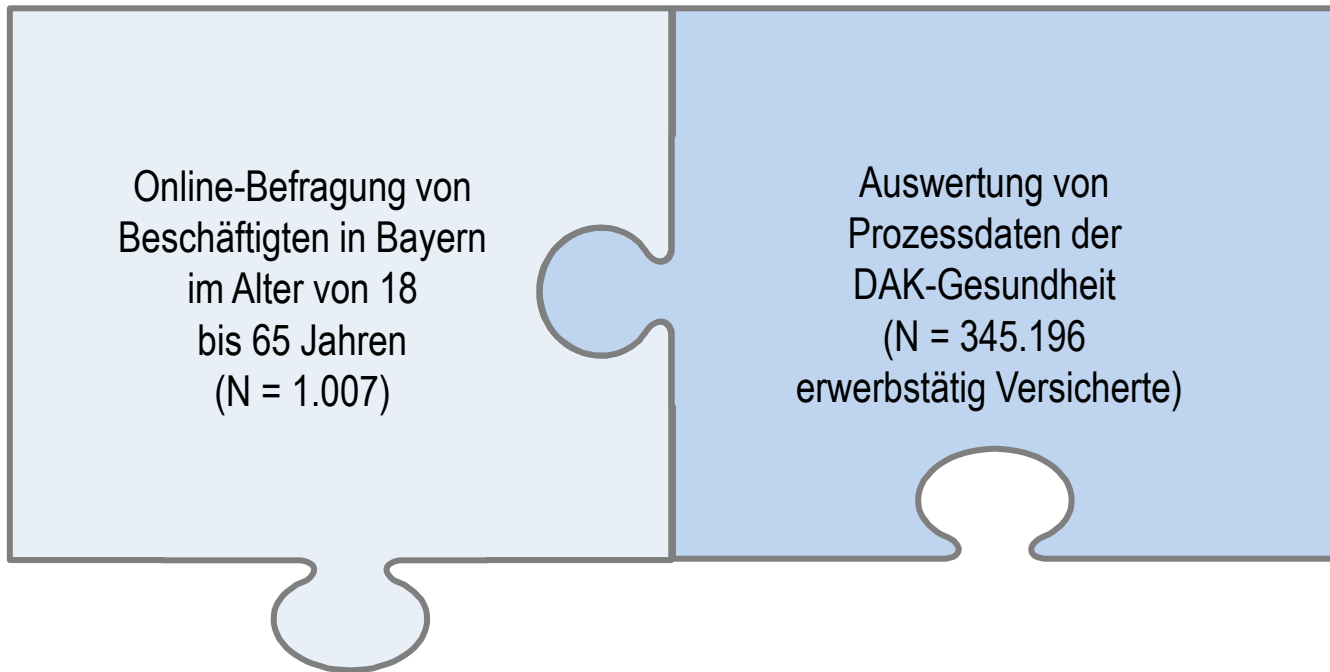 Online-Befragung von
Beschäftigten in Bayern
im Alter von 18
bis 65 Jahren
(N = 1.007)
Auswertung von
Prozessdaten der
DAK-Gesundheit
(N = 345.196
erwerbstätig Versicherte)